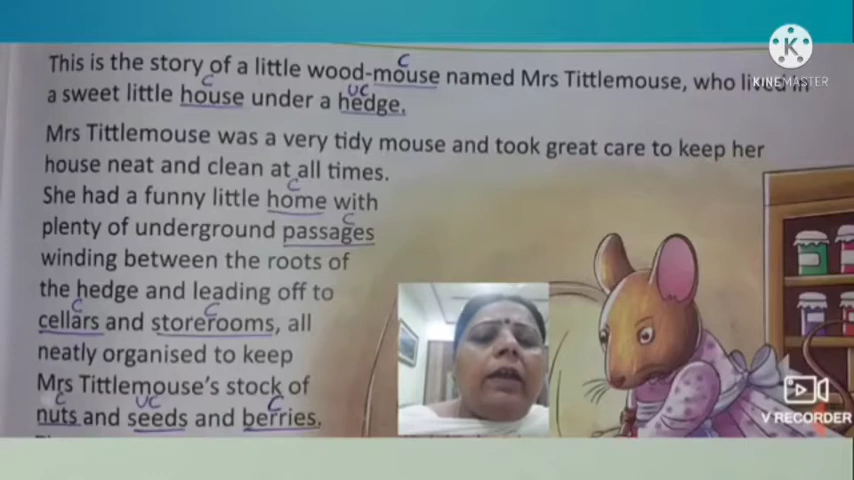 This is the story of a little wood-mouse named Mrs Tittlemouse, who lived in
a sweet little house under a hedge.
Mrs Tittlemouse was a very tidy mouse and took great care to keep her
house neat and clean at all times.
She had a funny little home with
plenty of underground passages
winding between the roots of
the hedge and leading off to
cellars and storerooms, all
neatly organised to keep
Mrs Tittlemouse's stock of
nuts and seeds and berries.
C
C
UC
C
C
C
C
C
UC
C
K
KINEMASTER
V RECORDER